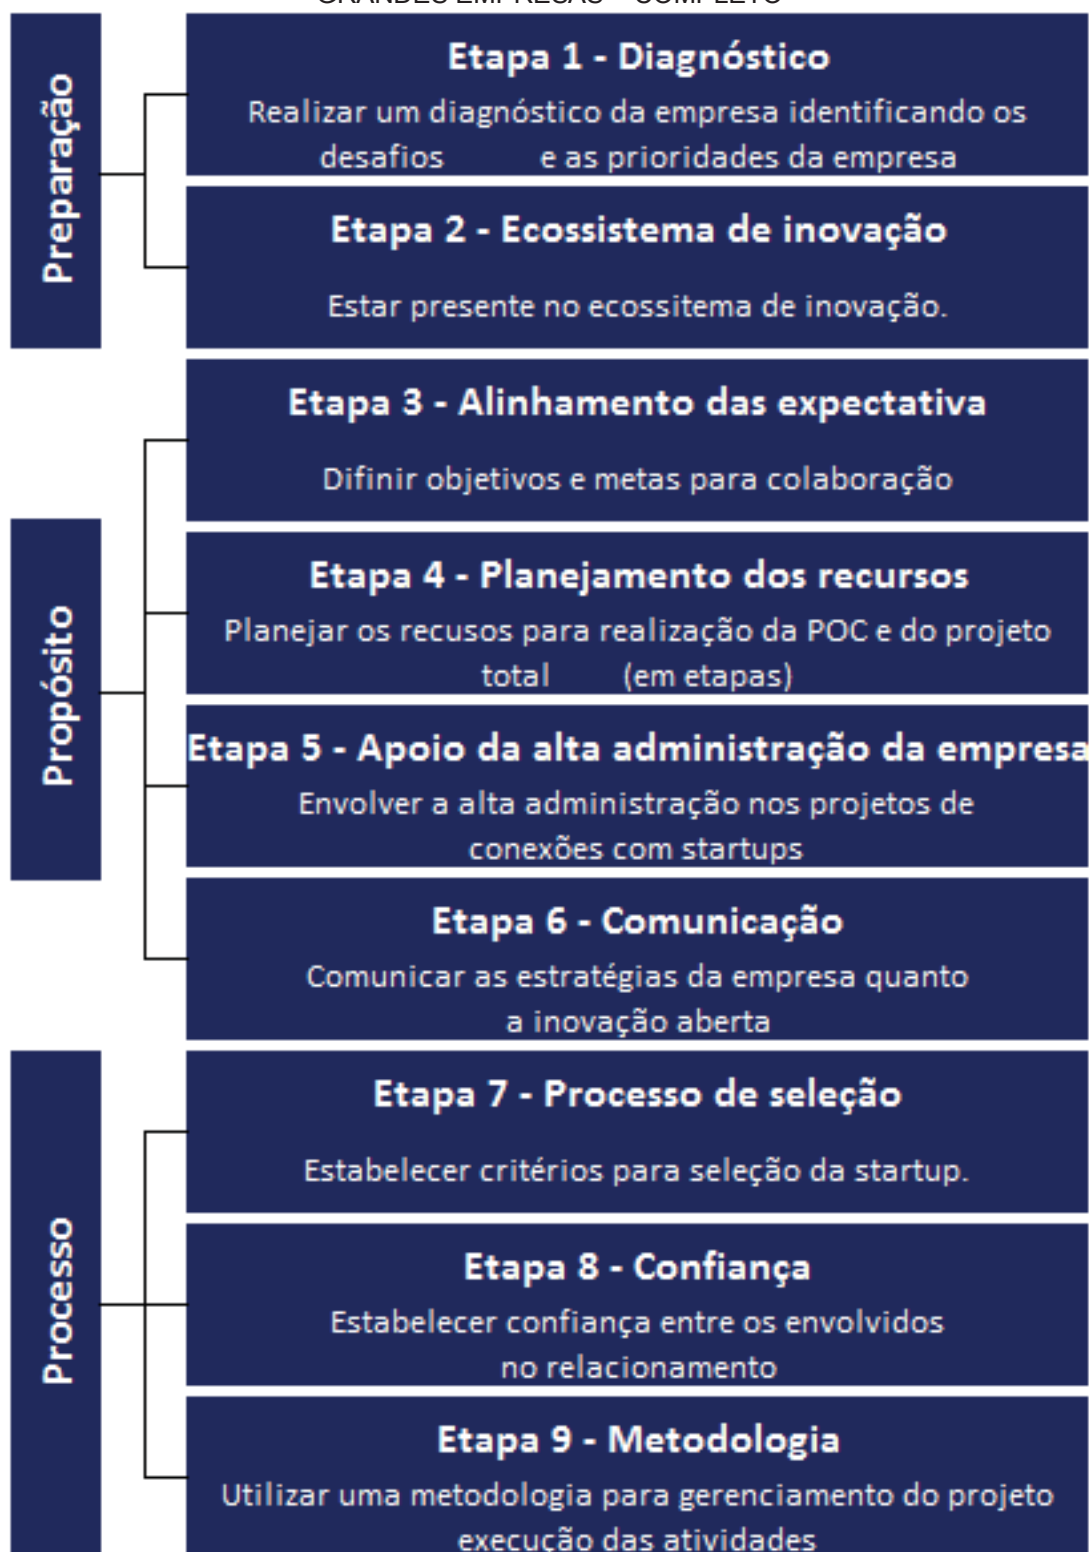 GRANDES EMPRESAS – COMPLETO
Preparação
Etapa 1 - Diagnóstico
Realizar um diagnóstico da empresa identificando os
desafios e as prioridades da empresa
Etapa 2 - Ecossistema de inovação
Estar presente no ecossitema de inovação.
Propósito
Etapa 3 - Alinhamento das expectativa
Difinir objetivos e metas para colaboração
Etapa 4 - Planejamento dos recursos
Planejar os recusos para realização da POC e do projeto
total (em etapas)
Etapa 5 - Apoio da alta administração da empresa
Envolver a alta administração nos projetos de
conexões com startups
Etapa 6 - Comunicação
Comunicar as estratégias da empresa quanto
a inovação aberta
Processo
Etapa 7 - Processo de seleção
Estabelecer critérios para seleção da startup.
Etapa 8 - Confiança
Estabelecer confiança entre os envolvidos
no relacionamento
Etapa 9 - Metodologia
Utilizar uma metodologia para gerenciamento do projeto
execução das atividades